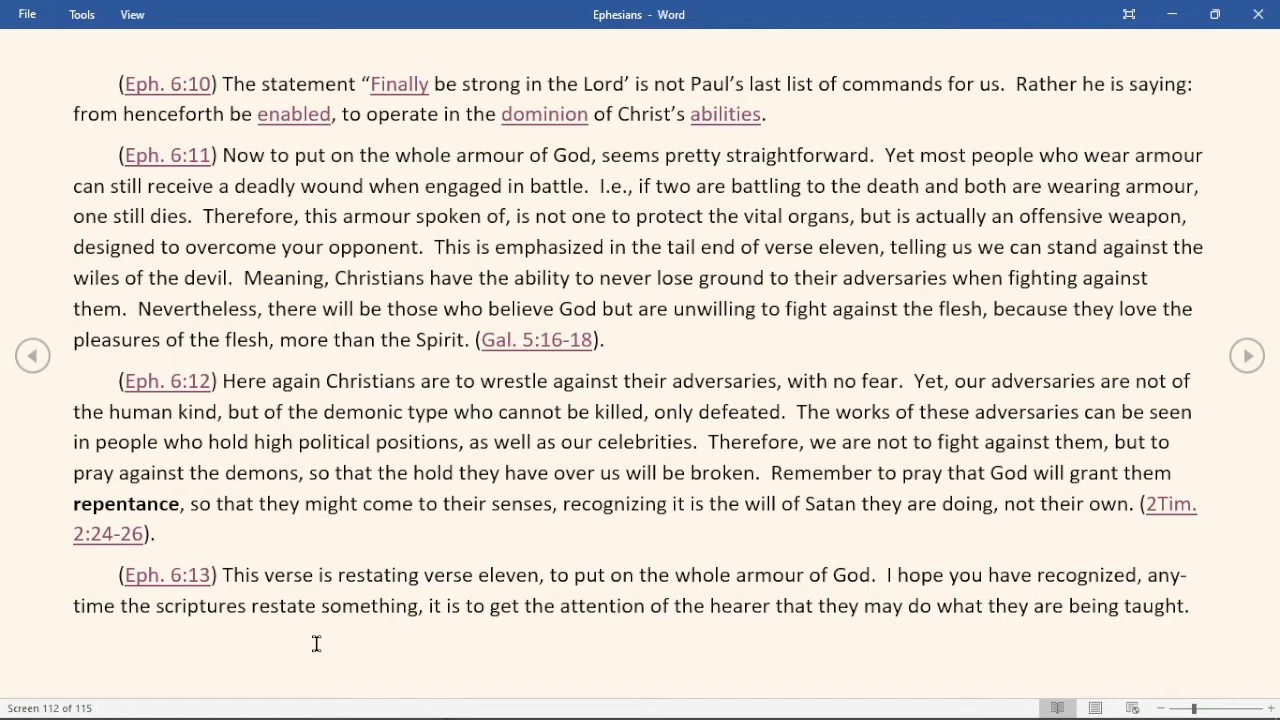 File Tools View Ephesians - Word
(Eph. 6:10) The statement “Finally be strong in the Lord’ is not Paul’s last list of commands for us.  Rather he is saying:
from henceforth be enabled, to operate in the dominion of Christ’s abilities.
(Eph. 6:11) Now to put on the whole armour of God, seems pretty straightforward.  Yet most people who wear armour
can still receive a deadly wound when engaged in battle.  I.e., if two are battling to the death and both are wearing armour,
one still dies.  Therefore, this armour spoken of, is not one to protect the vital organs, but is actually an offensive weapon,
designed to overcome your opponent.  This is emphasized in the tail end of verse eleven, telling us we can stand against the
wiles of the devil.  Meaning, Christians have the ability to never lose ground to their adversaries when fighting against
them.  Nevertheless, there will be those who believe God but are unwilling to fight against the flesh, because they love the
pleasures of the flesh, more than the Spirit. (Gal. 5:16-18).
(Eph. 6:12) Here again Christians are to wrestle against their adversaries, with no fear.  Yet, our adversaries are not of
the human kind, but of the demonic type who cannot be killed, only defeated.  The works of these adversaries can be seen
in people who hold high political positions, as well as our celebrities.  Therefore, we are not to fight against them, but to
pray against the demons, so that the hold they have over us will be broken.  Remember to pray that God will grant them
repentance, so that they might come to their senses, recognizing it is the will of Satan they are doing, not their own. (2Tim.
2:24-26).
(Eph. 6:13) This verse is restating verse eleven, to put on the whole armour of God.  I hope you have recognized, any-
time the scriptures restate something, it is to get the attention of the hearer that they may do what they are being taught.
Screen 112 of 115